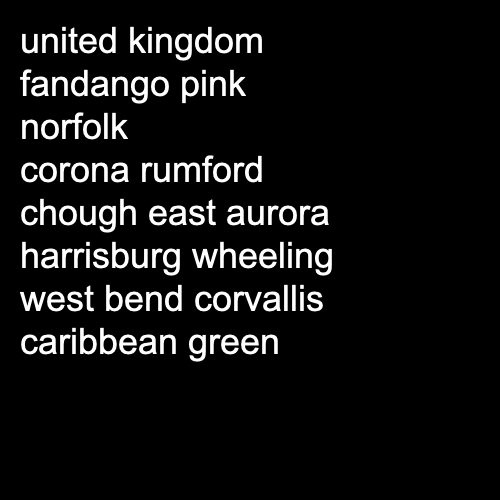 united kingdom
fandango pink
norfolk
corona rumford
chough east aurora
harrisburg wheeling
west bend corvallis
caribbean green